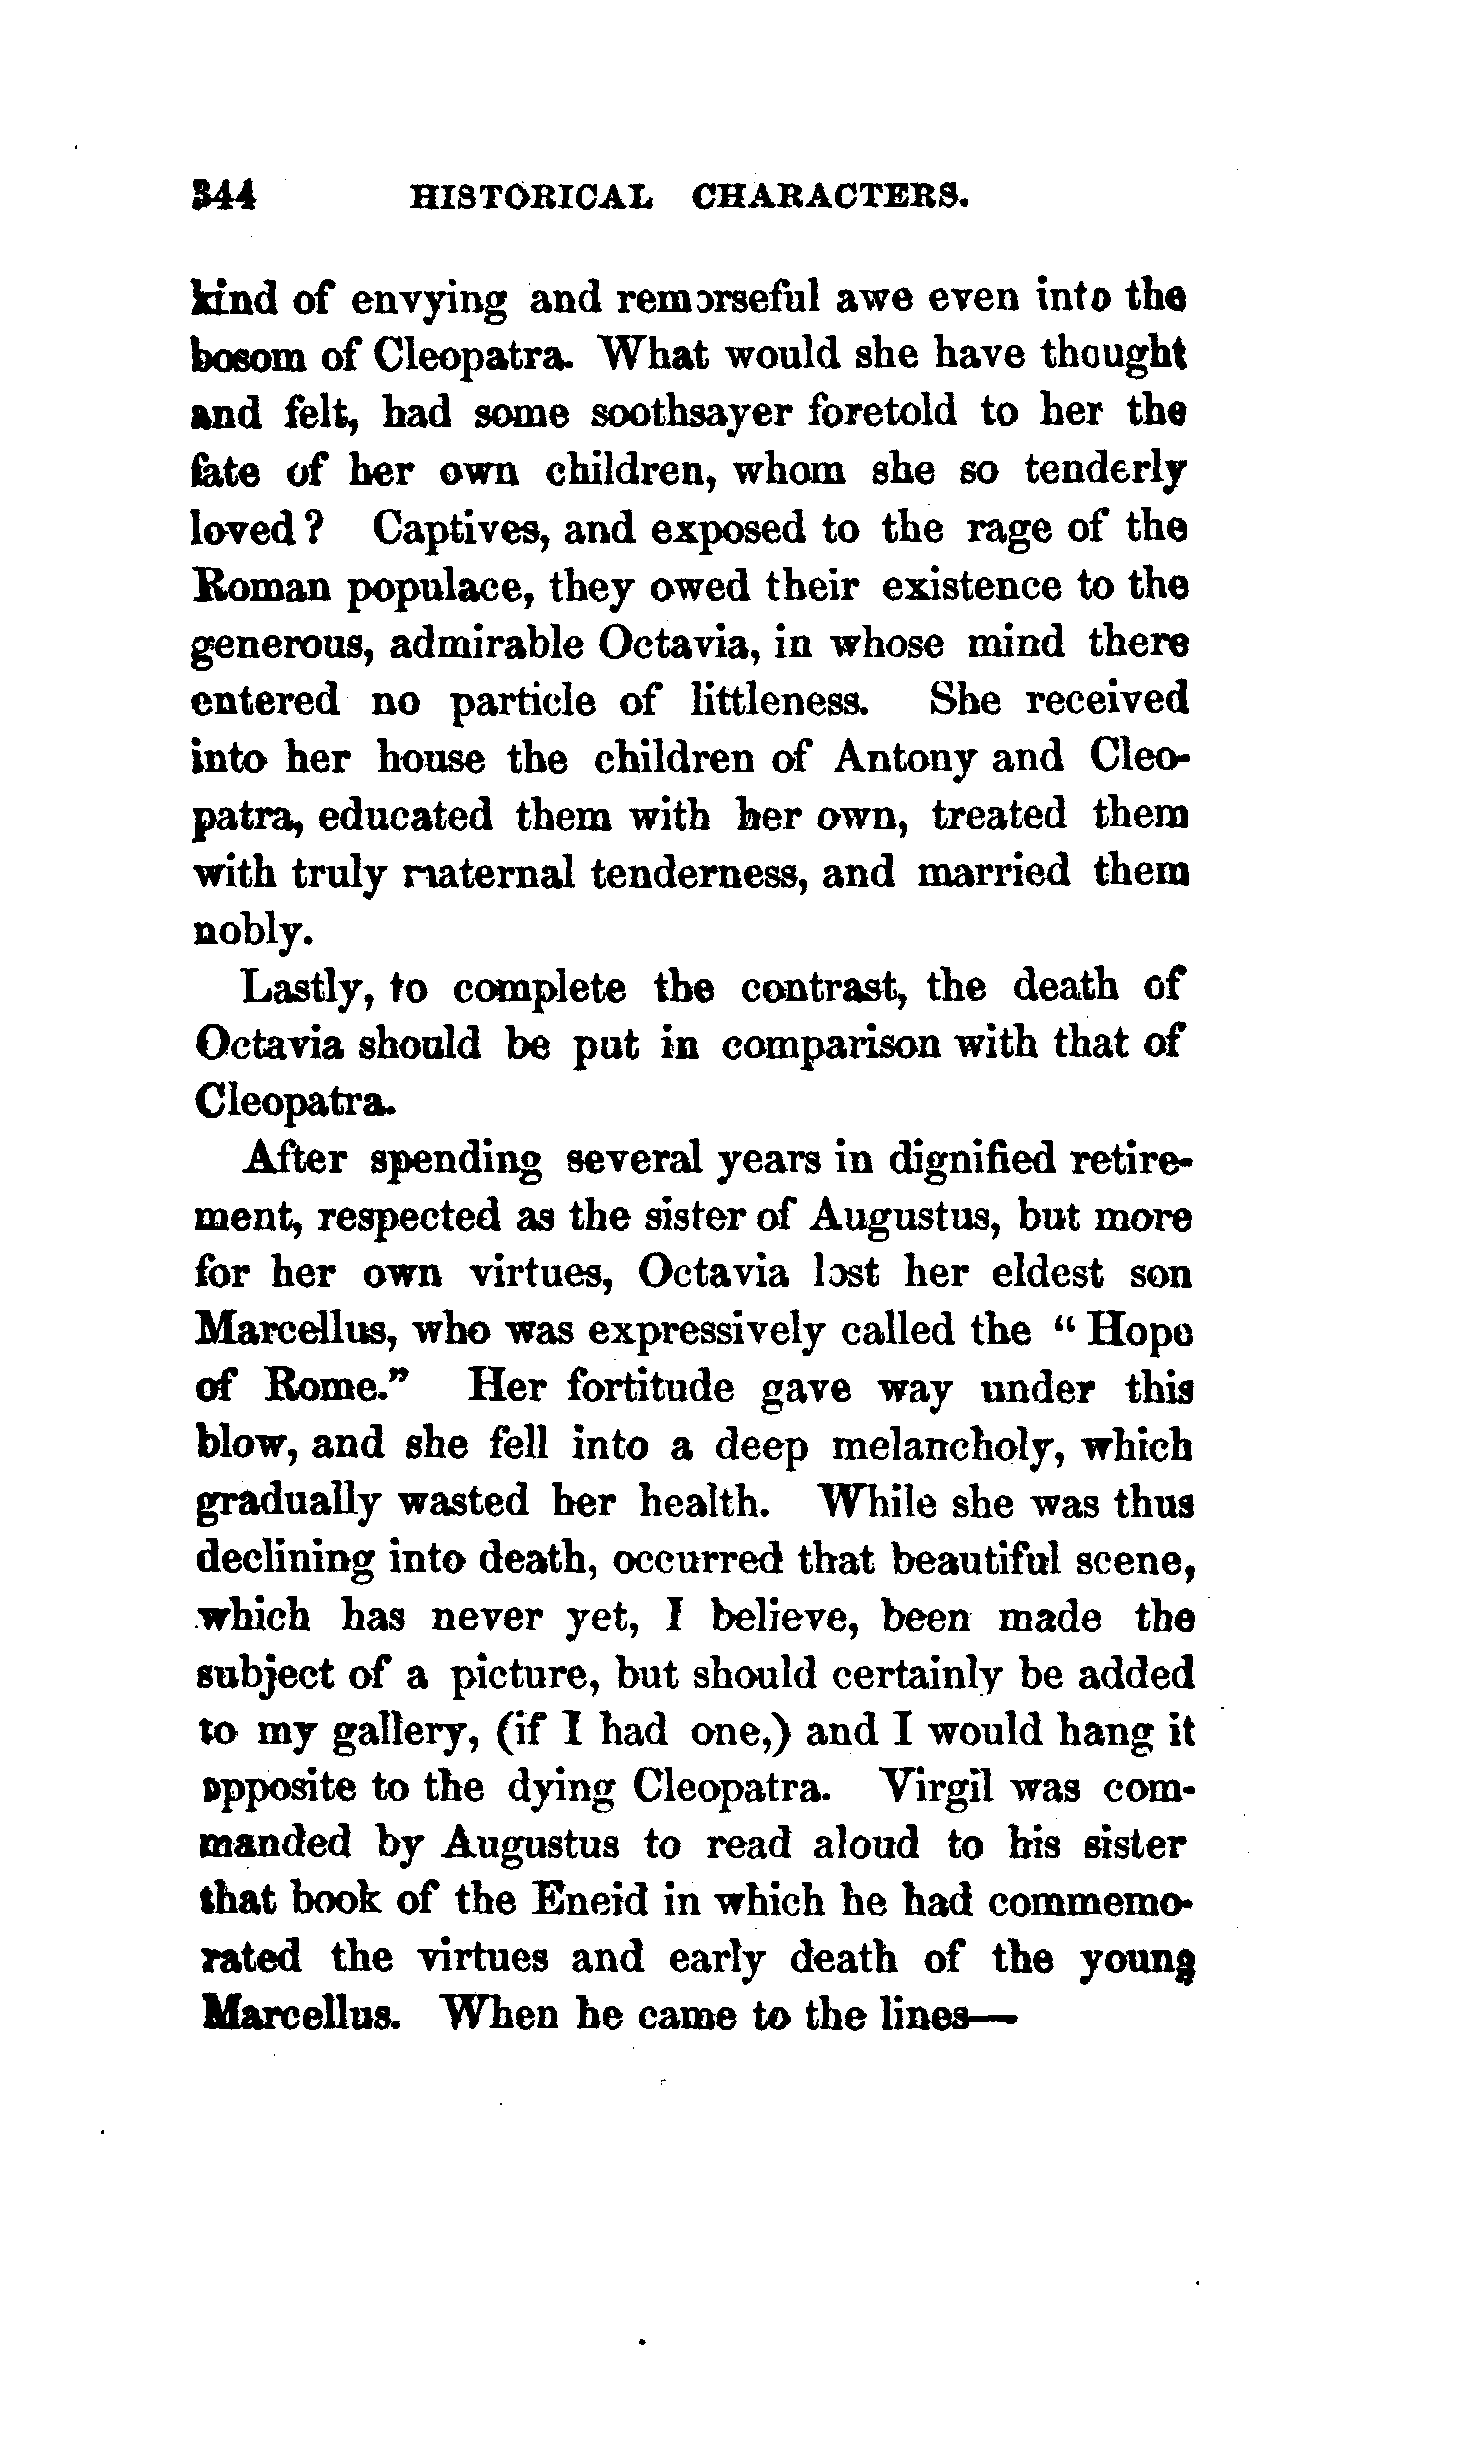 344 HISTORICAL CHARACTERS.
kind of envying and remorseful awe even into the
bosom of Cleopatra. What would she have thought
and felt, had some soothsayer foretold to her the
fate of her own children, whom she so tenderly
loved? Captives, and exposed to the rage of the
Roman populace, they owed their existence to the
generous, admirable Octavia, in whose mind there
entered no particle of littleness. She received
into her house the children of Antony and Cleo-
patra, educated them with her own, treated them
with truly maternal tenderness, and married them
nobly.
Lastly, to complete the contrast, the death of
Octavia should be put in comparison with that of
Cleopatra.
After spending several years in dignified retire-
ment, respected as the sister of Augustus, but more
for her own virtues, Octavia lost her eldest son
Marcellus, who was expressively called the "Hope
of Rome." Her fortitude gave way under this
blow, and she fell into a deep melancholy, which
gradually wasted her health. While she was thus
declining into death, occurred that beautiful scene,
which has never yet, I believe, been made the
subject of a picture, but should certainly be added
to my gallery, (if I had one,) and I would hang it
opposite to the dying Cleopatra. Virgil was com-
manded by Augustus to read aloud to his sister
that book of the Eneid in which he had commemo-
rated the virtues and early death of the young
Marcellus. When he came to the lines—